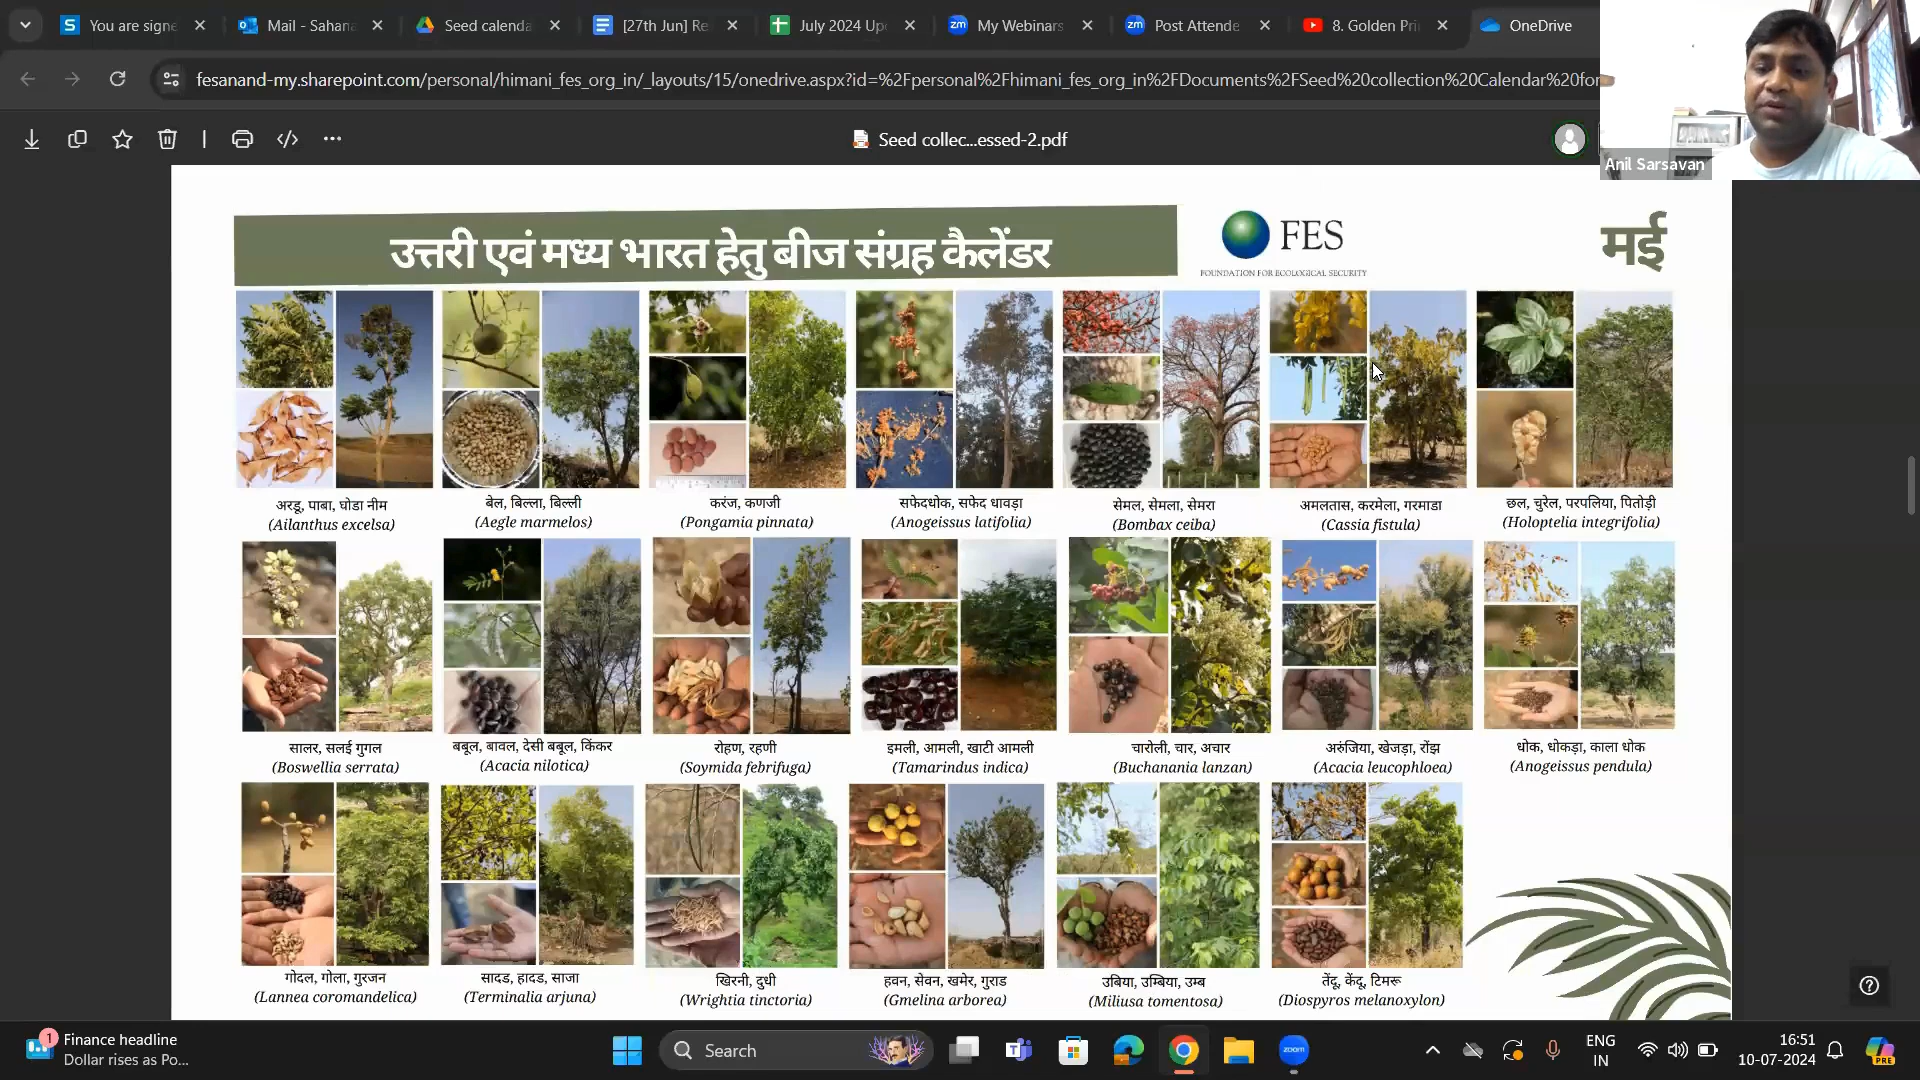 You are signe
Mail - Sahana
Seed calenda
[27th Jun] Re
July 2024 Up
My Webinars
Post Attende
8. Golden Pri
OneDrive
fesanand-my.sharepoint.com/personal/himani_fes_org_in/_layouts/15/onedrive.aspx?id=%2Fpersonal%2Fhimani_fes_org_in%2FDocuments%2FSeed%20collection%20Calendar%20for
Seed collec...essed-2.pdf
Anil Sarsavan
उत्तरी एवं मध्य भारत हेतु बीज संग्रह कैलेंडर
FES
FOUNDATION FOR ECOLOGICAL SECURITY
मई
अरडू, पाबा, घोडा नीम
(Ailanthus excelsa)
बेल, बिल्ला, बिल्ली
(Aegle marmelos)
करंज, कणजी
(Pongamia pinnata)
सफेदधोक, सफेद धावड़ा
(Anogeissus latifolia)
सेमल, सेमला, सेमरा
(Bombax ceiba)
अमलतास, करमेला, गरमाडा
(Cassia fistula)
छल, चुरेल, परपलिया, पितोड़ी
(Holoptelia integrifolia)
सालर, सलई गुगल
(Boswellia serrata)
बबूल, बावल, देसी बबूल, किंकर
(Acacia nilotica)
रोहण, रहणी
(Soymida febrifuga)
इमली, आमली, खाटी आमली
(Tamarindus indica)
चारोली, चार, अचार
(Buchanania lanzan)
अरुंजिया, खेजड़ा, रोंझ
(Acacia leucophloea)
धोक, धोकड़ा, काला धोक
(Anogeissus pendula)
गोदल, गोला, गुरजन
(Lannea coromandelica)
सादड, हादड, साजा
(Terminalia arjuna)
खिरनी, दुधी
(Wrightia tinctoria)
हवन, सेवन, खमेर, गुराड
(Gmelina arborea)
उबिया, उम्बिया, उम्ब
(Miliusa tomentosa)
तेंदू, केंदू, टिमरू
(Diospyros melanoxylon)
1
Finance headline
Dollar rises as Po...
Search
zoom
ENG
IN
16:51
10-07-2024
PRE